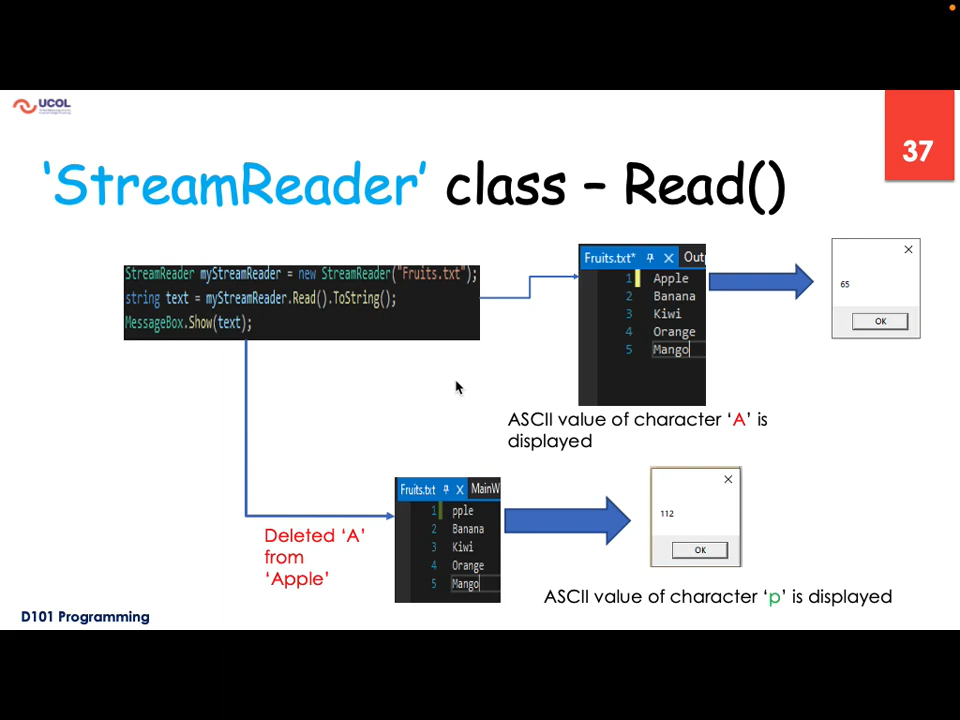 UCOL
37
‘StreamReader’ class – Read()
StreamReader myStreamReader = new StreamReader("Fruits.txt");
string text = myStreamReader.Read().ToString();
MessageBox.Show(text);
Fruits.txt* Outp
1 Apple
2 Banana
3 Kiwi
4 Orange
5 Mango
65
OK
ASCII value of character ‘A’ is
displayed
Deleted ‘A’
from
‘Apple’
Fruits.txt MainW
1 pple
2 Banana
3 Kiwi
4 Orange
5 Mango
112
OK
ASCII value of character ‘p’ is displayed
D101 Programming